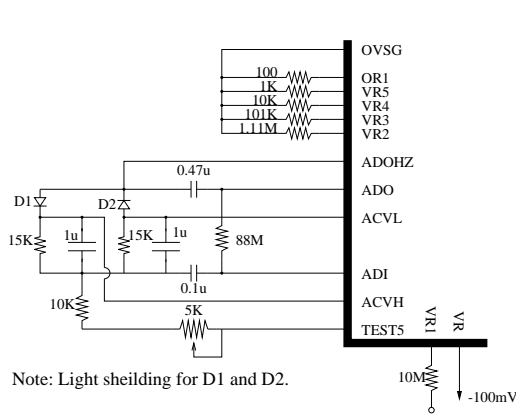 OVSG
100 OR1
1K VR5
10K VR4
101K VR3
1.11M VR2
ADOHZ
0.47u
ADO
D1 D2
ACVL
15K 1u 15K 1u 88M
ADI
0.1u
10K 5K ACVH
TEST5
VR1 VR
Note: Light sheilding for D1 and D2.
10M
-100mV